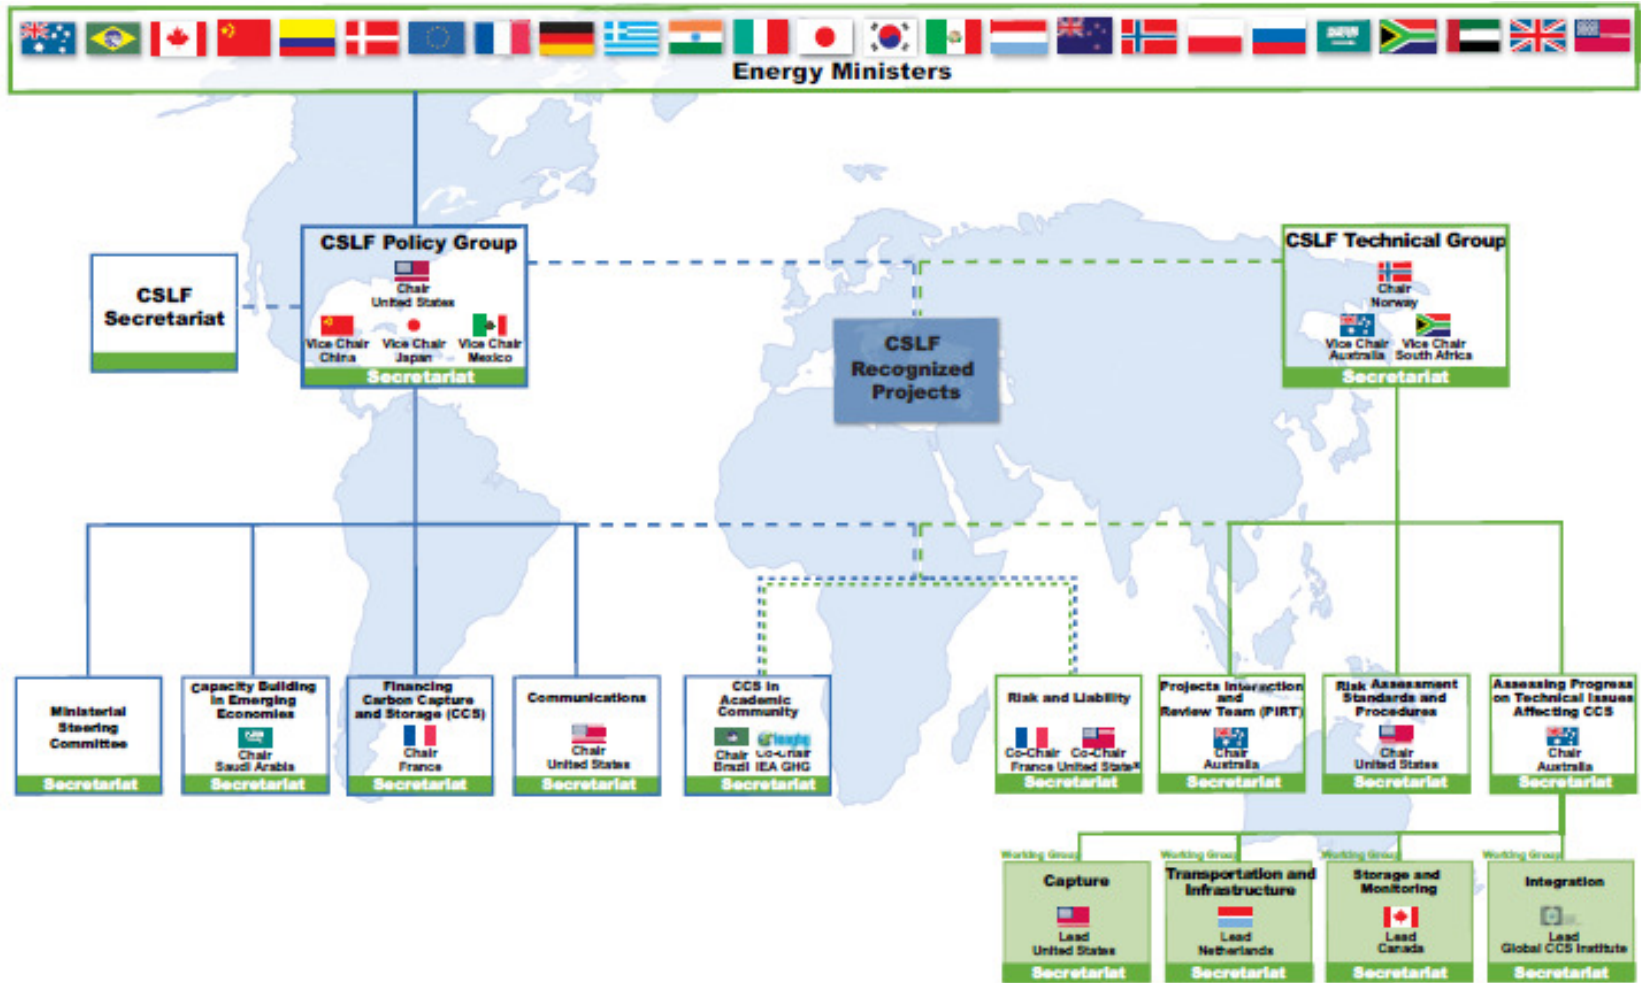 Energy Ministers
CSLF
Secretariat
CSLF Policy Group
Chair
United States
Vice Chair
China
Vice Chair
Japan
Vice Chair
Mexico
Secretariat
CSLF
Recognized
Projects
CSLF Technical Group
Chair
Norway
Vice Chair
Australia
Vice Chair
South Africa
Secretariat
Ministerial
Steering
Committee
Secretariat
Capacity Building
in Emerging
Economies
Chair
Saudi Arabia
Secretariat
Financing
Carbon Capture
and Storage (CCS)
Chair
France
Secretariat
Communications
Chair
United States
Secretariat
CCS in
Academic
Community
Chair
Brazil
Co-Chair
IEA GHG
Secretariat
Risk and Liability
Co-Chair
France
Co-Chair
United States
Secretariat
Projects Interaction
and
Review Team (PIRT)
Chair
Australia
Secretariat
Risk Assessment
Standards and
Procedures
Chair
United States
Secretariat
Assessing Progress
on Technical Issues
Affecting CCS
Chair
Australia
Secretariat
Working Group
Capture
Lead
United States
Secretariat
Working Group
Transportation and
Infrastructure
Lead
Netherlands
Secretariat
Working Group
Storage and
Monitoring
Lead
Canada
Secretariat
Working Group
Integration
Lead
Global CCS Institute
Secretariat